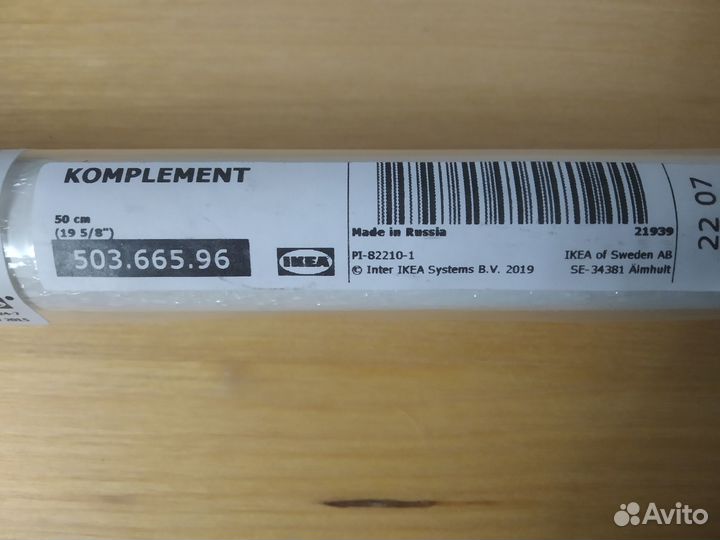 KOMPLEMENT
50 cm
(19 5/8")
503.665.96
IKEA
Made in Russia 21939
PI-82210-1 IKEA of Sweden AB
© Inter IKEA Systems B.V. 2019 SE-34381 Älmhult
22 07
2015
Avito